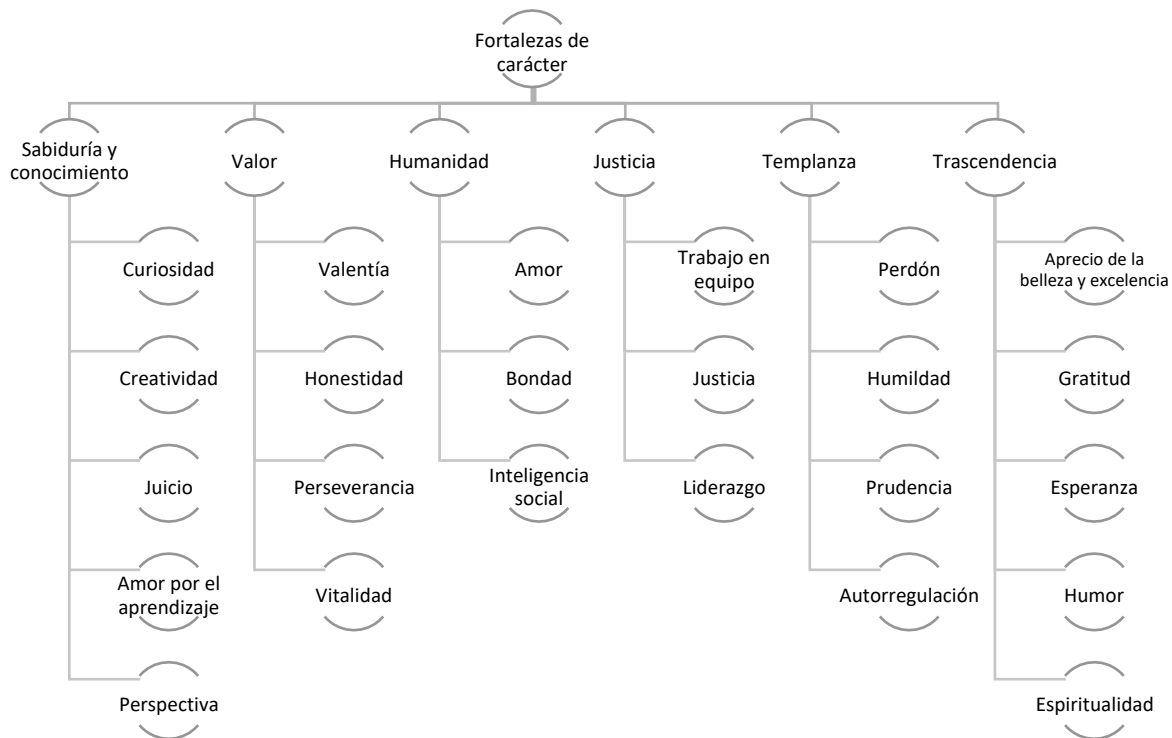 Fortalezas de
carácter
Sabiduría y
conocimiento
Valor
Humanidad
Justicia
Templanza
Trascendencia
Curiosidad
Valentía
Amor
Trabajo en
equipo
Perdón
Aprecio de la
belleza y excelencia
Creatividad
Honestidad
Bondad
Justicia
Humildad
Gratitud
Juicio
Perseverancia
Inteligencia
social
Liderazgo
Prudencia
Esperanza
Amor por el
aprendizaje
Vitalidad
Autorregulación
Humor
Perspectiva
Espiritualidad